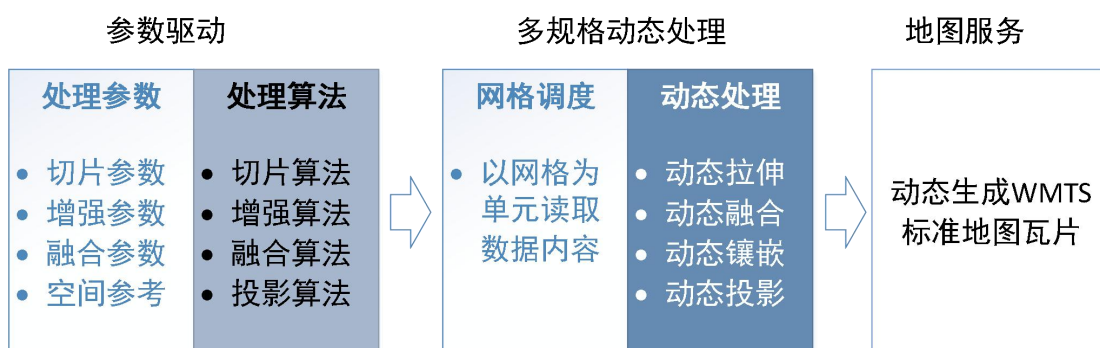 参数驱动
处理参数
• 切片参数
• 增强参数
• 融合参数
• 空间参考
处理算法
• 切片算法
• 增强算法
• 融合算法
• 投影算法
多规格动态处理
网格调度
• 以网格为
单元读取
数据内容
动态处理
• 动态拉伸
• 动态融合
• 动态镶嵌
• 动态投影
地图服务
动态生成WMTS
标准地图瓦片